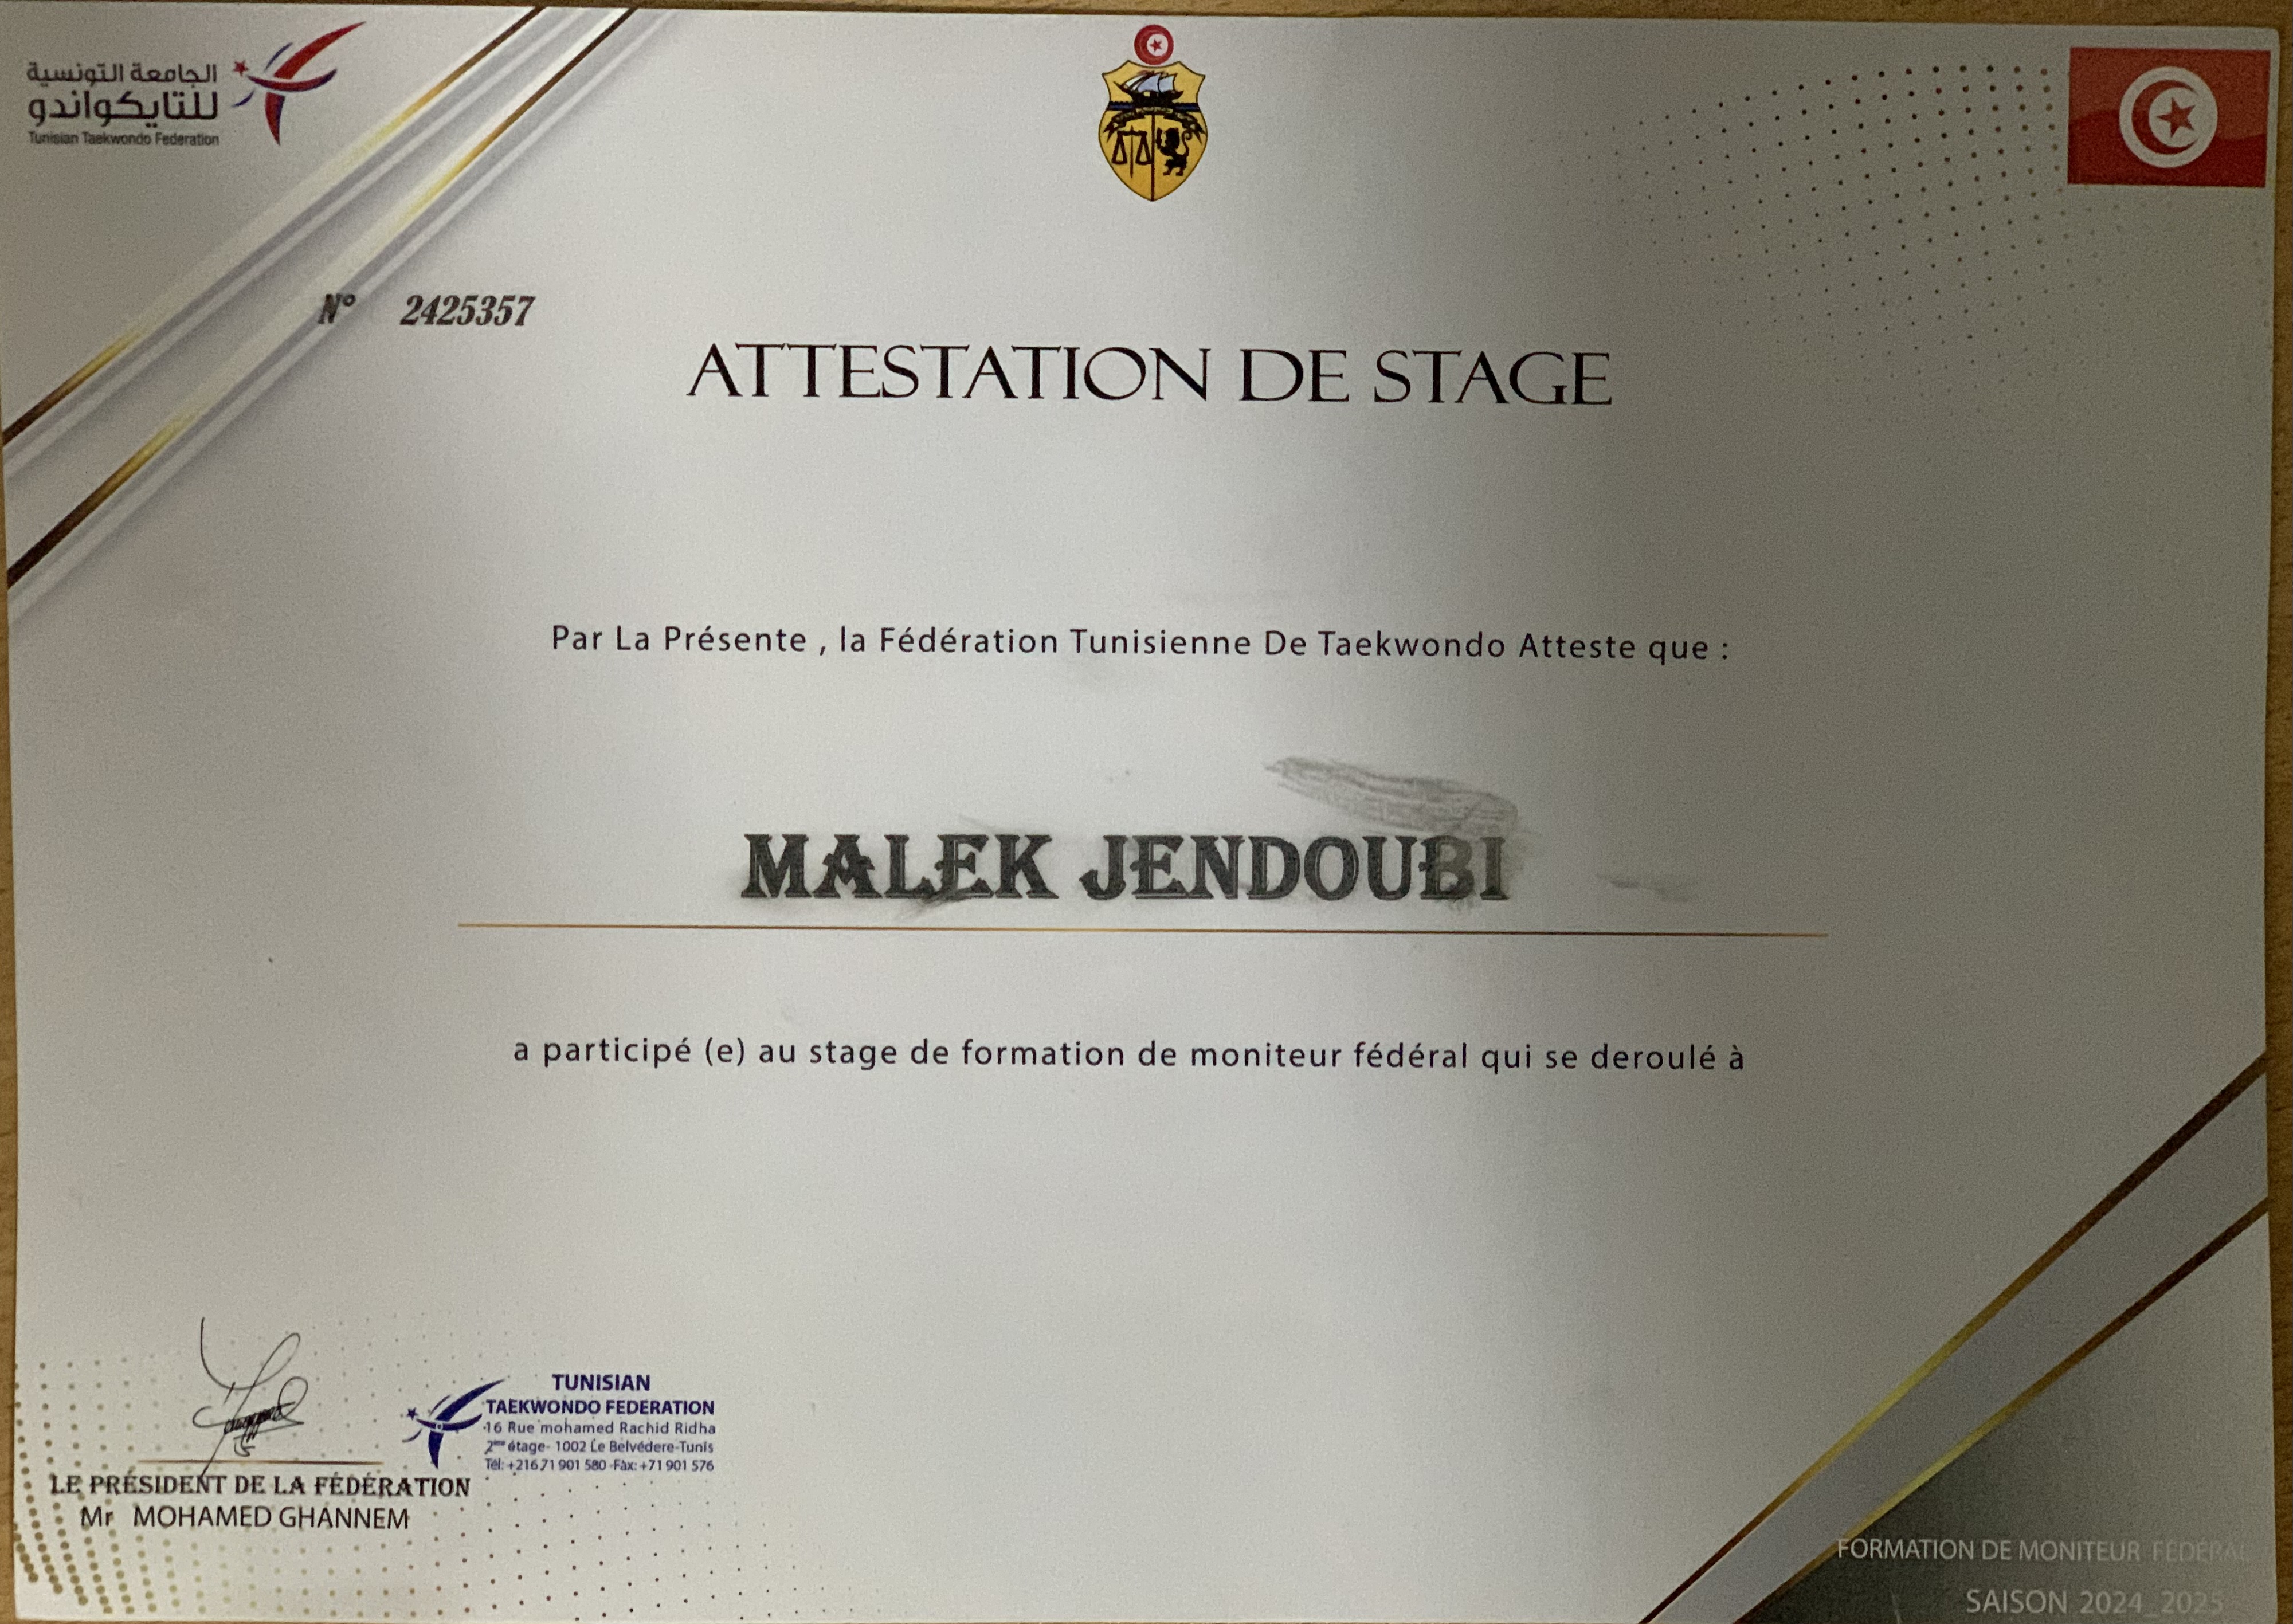 الجامعة التونسية
للتايكواندو
Tunisian Taekwondo Federation
N° 2425357
ATTESTATION DE STAGE
Par La Présente , la Fédération Tunisienne De Taekwondo Atteste que :
MALEK JENDOUBI
a participé (e) au stage de formation de moniteur fédéral qui se deroulé à
TUNISIAN
TAEKWONDO FEDERATION
16 Rue mohamed Rachid Ridha
2ème étage- 1002 Le Belvédere-Tunis
Tél: +216 71 901 580 -Fax: +71 901 576
LE PRÉSIDENT DE LA FÉDÉRATION
Mr MOHAMED GHANNEM
FORMATION DE MONITEUR FÉDÉRAL
SAISON 2024 2025